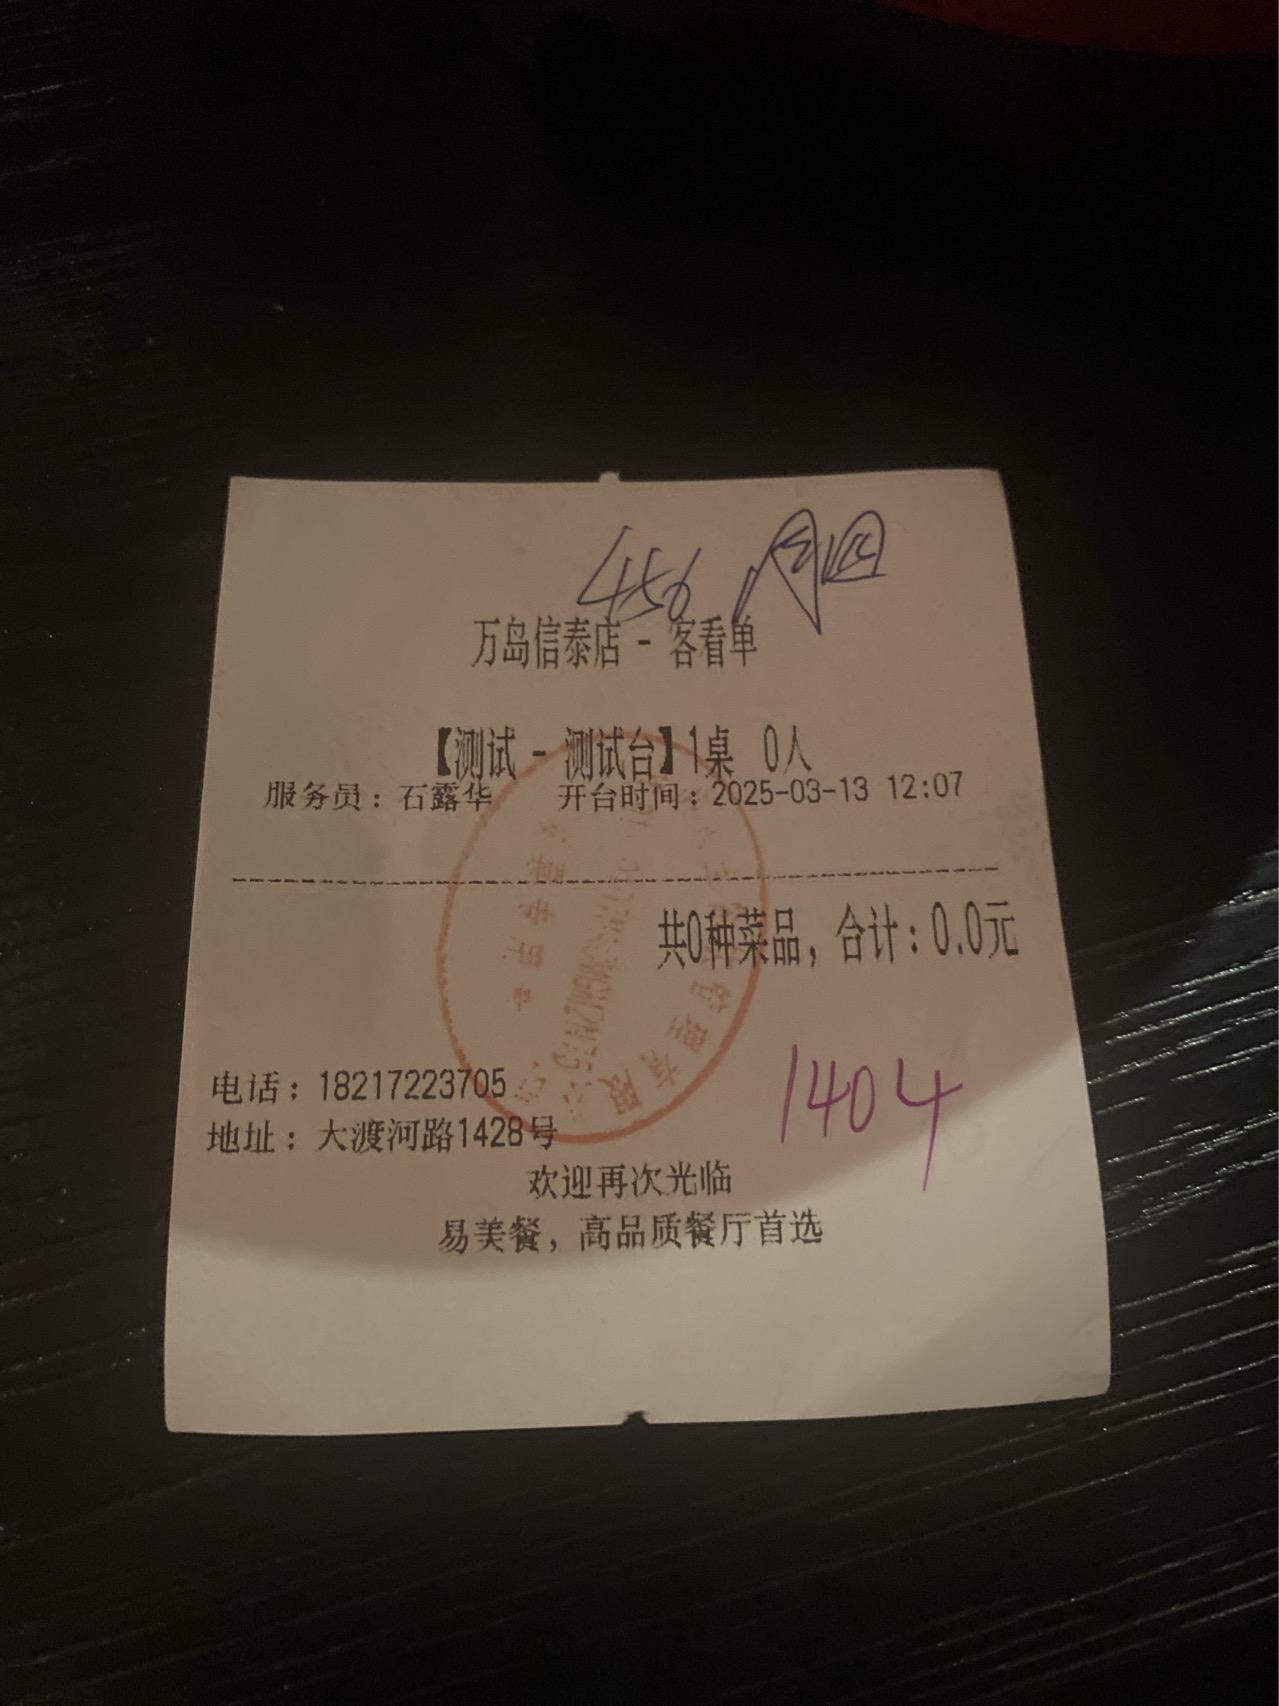 456 周四
万岛信泰店 - 客看单
【测试 - 测试台】1桌 0人
服务员：石露华 开台时间：2025-03-13 12:07
共0种菜品，合计：0.0元
管理有限
1404
电话：18217223705
地址：大渡河路1428号
欢迎再次光临
易美餐，高品质餐厅首选